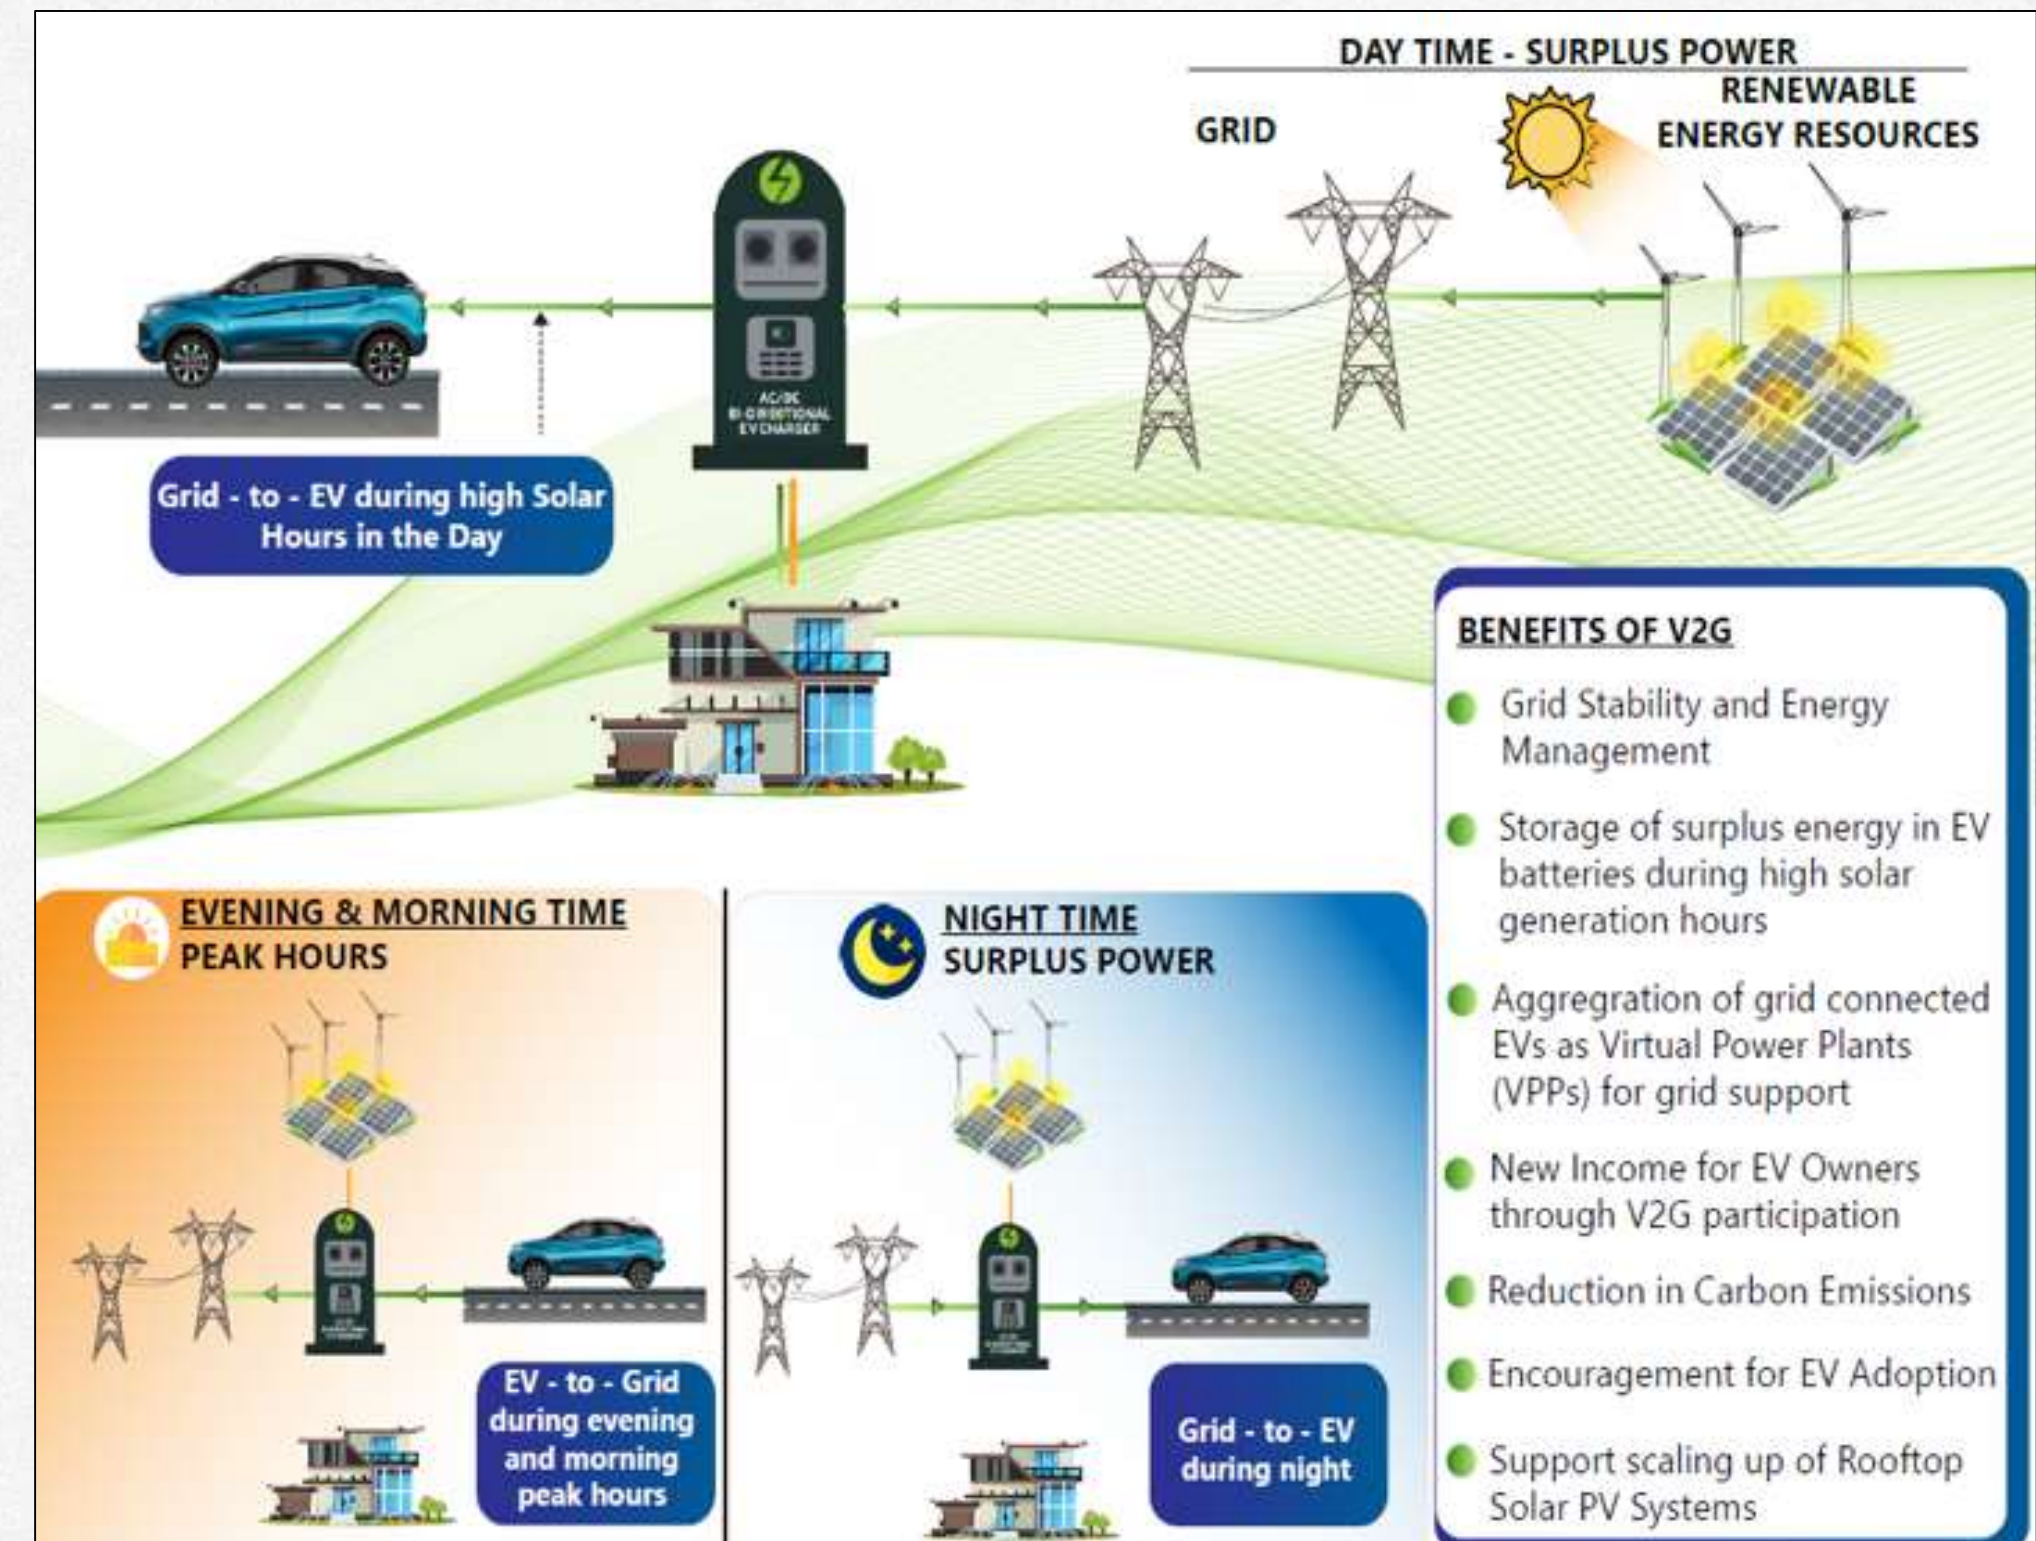 DAY TIME - SURPLUS POWER
GRID
RENEWABLE
ENERGY RESOURCES
AC/DC
BI-DIRECTIONAL
EV CHARGER
Grid - to - EV during high Solar
Hours in the Day
BENEFITS OF V2G
Grid Stability and Energy
Management
Storage of surplus energy in EV
batteries during high solar
generation hours
Aggregration of grid connected
EVs as Virtual Power Plants
(VPPs) for grid support
New Income for EV Owners
through V2G participation
Reduction in Carbon Emissions
Encouragement for EV Adoption
Support scaling up of Rooftop
Solar PV Systems
EVENING & MORNING TIME
PEAK HOURS
EV - to - Grid
during evening
and morning
peak hours
NIGHT TIME
SURPLUS POWER
Grid - to - EV
during night